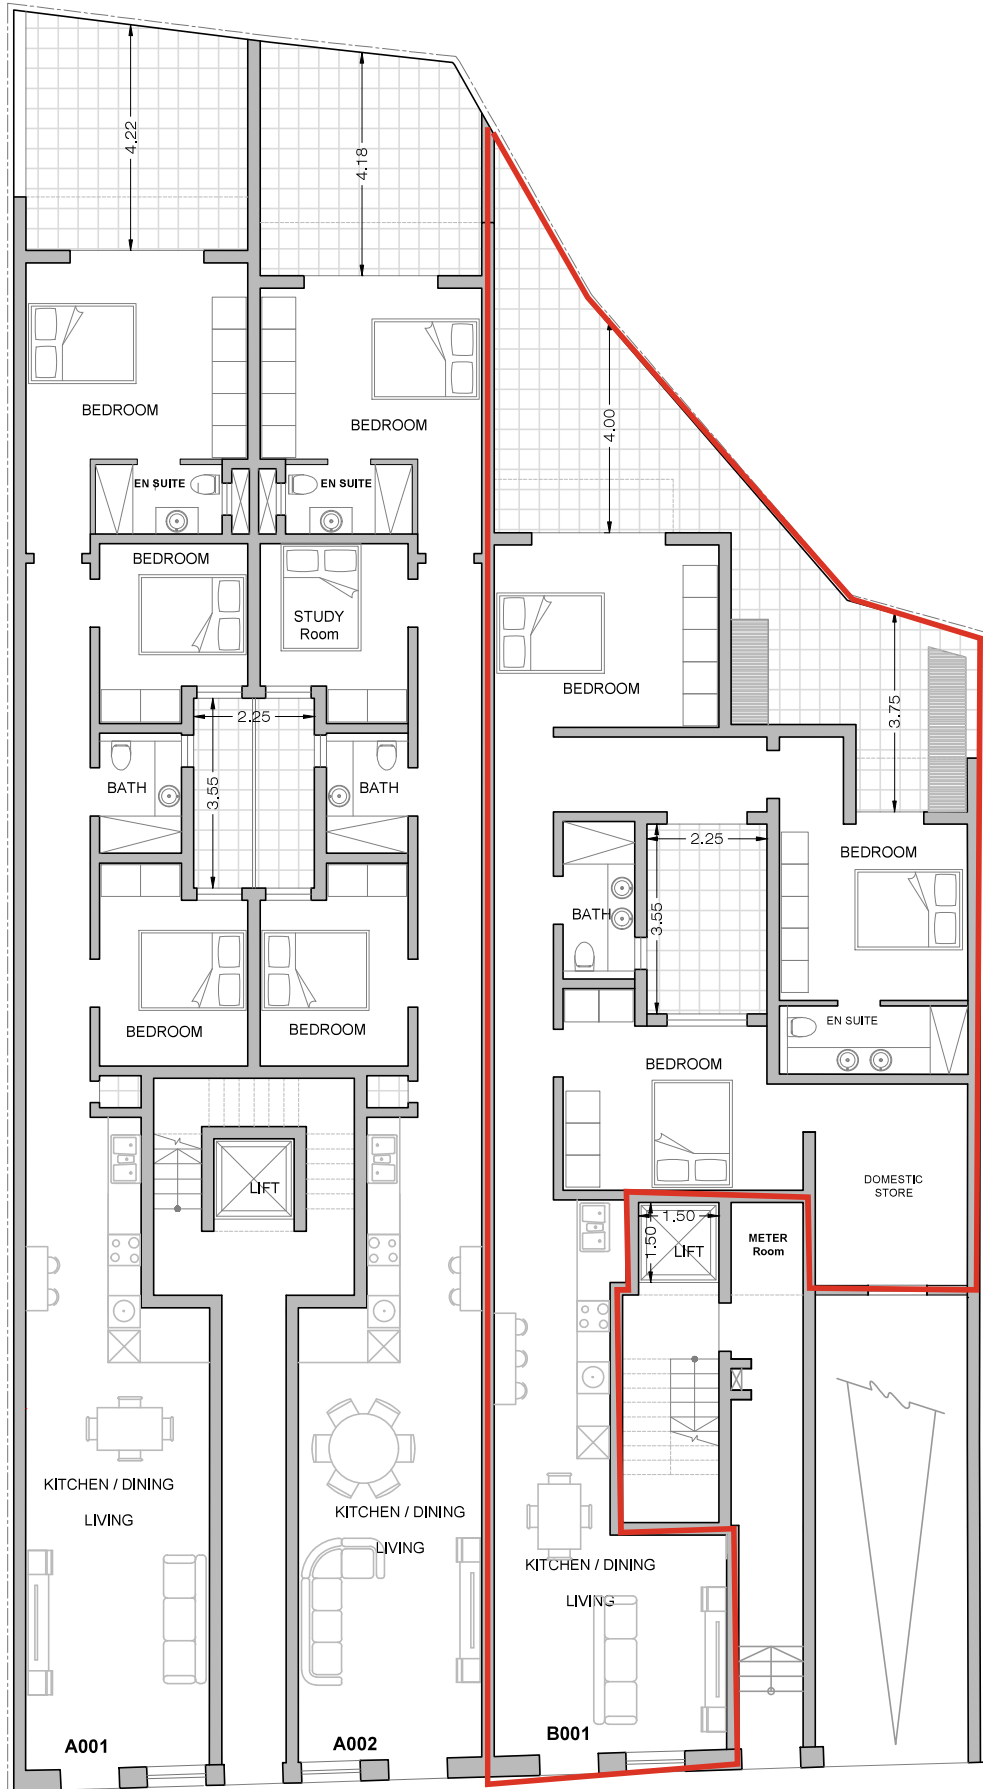 4.22
4.18
4.00
BEDROOM
BEDROOM
EN SUITE
EN SUITE
BEDROOM
STUDY
Room
BEDROOM
2.25
3.75
3.55
BATH
BATH
2.25
BEDROOM
3.55
BATH
BEDROOM
BEDROOM
EN SUITE
BEDROOM
LIFT
DOMESTIC
STORE
1.50
1.50
LIFT
METER
Room
KITCHEN / DINING
LIVING
KITCHEN / DINING
LIVING
KITCHEN / DINING
LIVING
A001
A002
B001